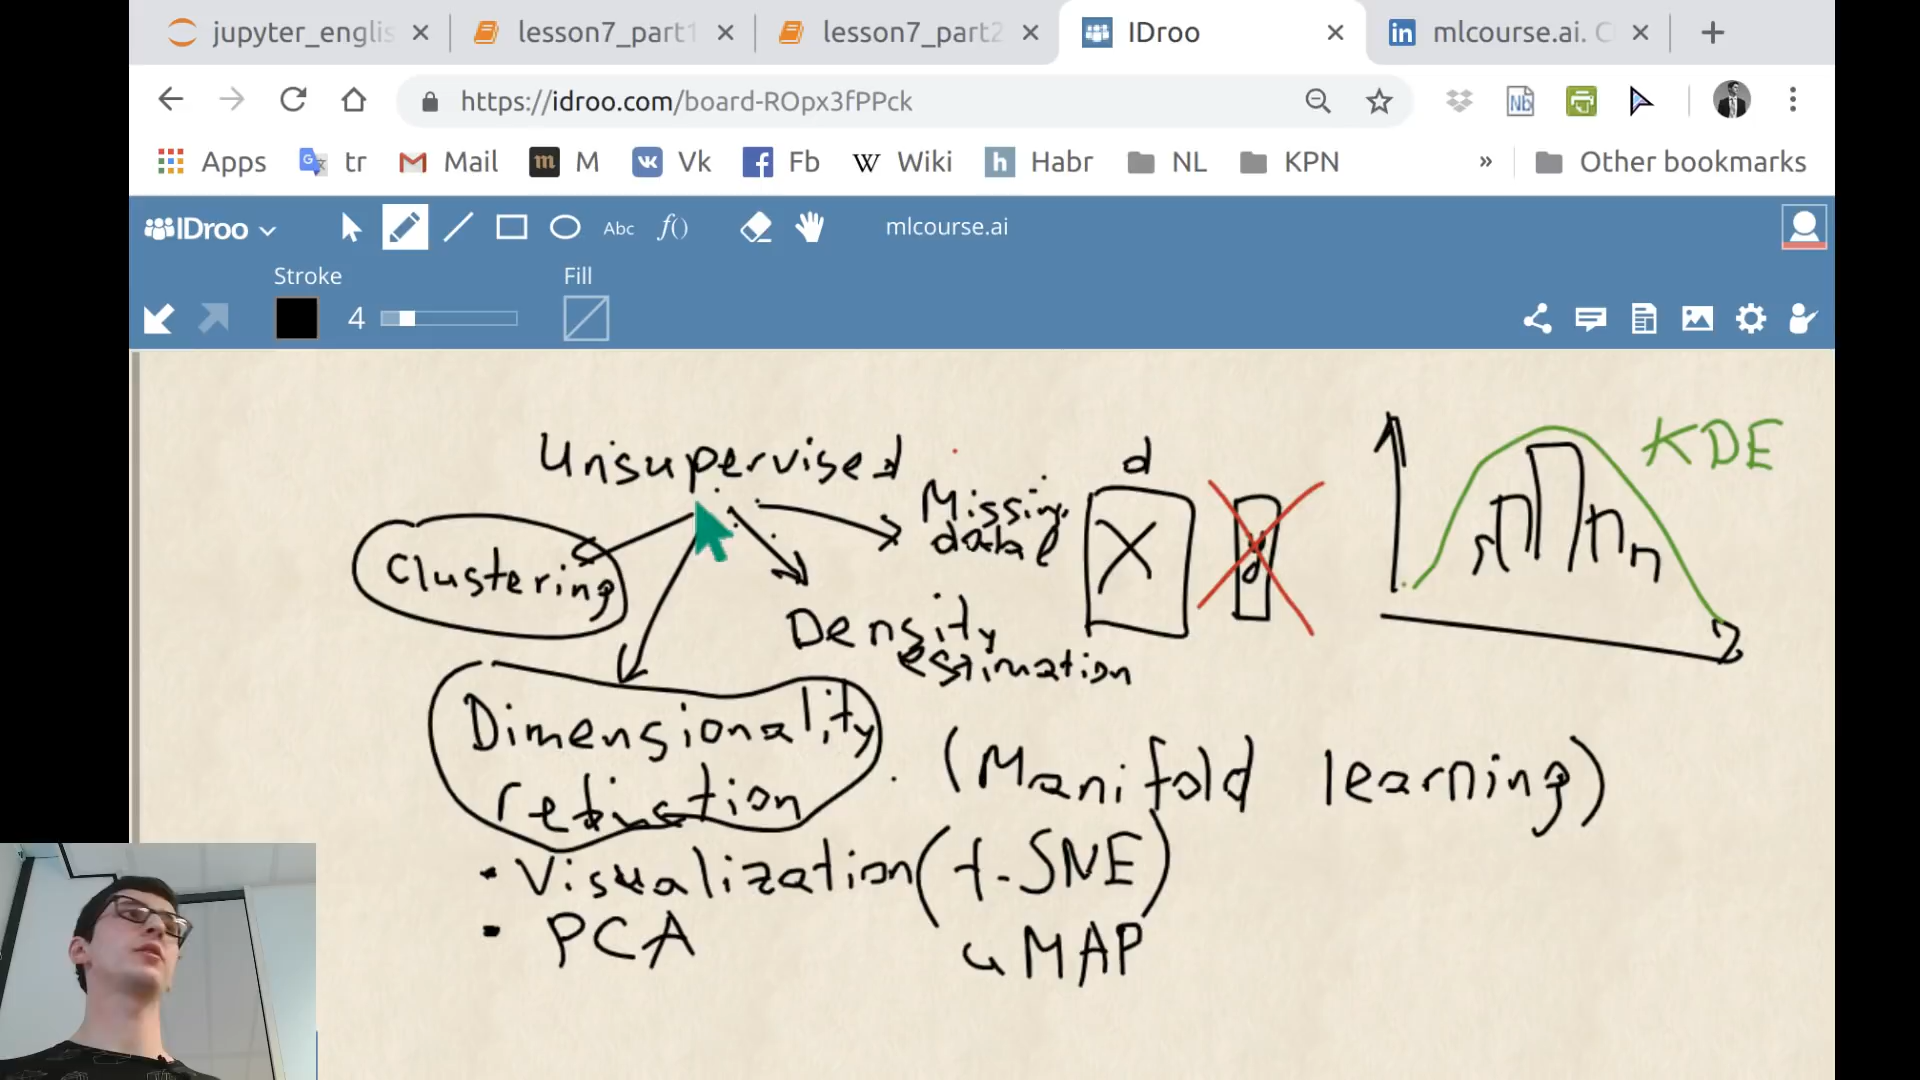 jupyter_englis
lesson7_part1
lesson7_part2
IDroo
mlcourse.ai. C
https://idroo.com/board-ROpx3fPPck
Apps
tr
Mail
M
Vk
Fb
Wiki
Habr
NL
KPN
»
Other bookmarks
IDroo
Abc
f()
mlcourse.ai
Stroke
Fill
4
Unsupervised
Missing
data
Clustering
Density
estimation
d
X
y
KDE
Dimensionality
reduction
(Manifold learning)
• Visualization (t-SNE)
• PCA
UMAP